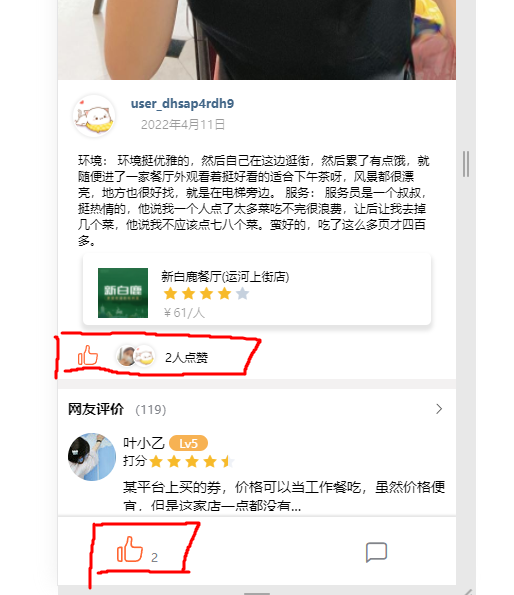 user_dhsap4rdh9
2022年4月11日
环境： 环境挺优雅的，然后自己在这边逛街，然后累了有点饿，就
随便进了一家餐厅外观看着挺好看的适合下午茶呀，风景都很漂
亮，地方也很好找，就是在电梯旁边。 服务： 服务员是一个叔叔，
挺热情的，他说我一个人点了太多菜吃不完很浪费，让后让我去掉
几个菜，他说我不应该点七八个菜。蛮好的，吃了这么多页才四百
多。
新白鹿
新白鹿餐厅(运河上街店)
￥61/人
2人点赞
网友评价 (119)
叶小乙 Lv5
打分
某平台上买的券，价格可以当工作餐吃，虽然价格便
宜，但是这家店一点都没有...
2